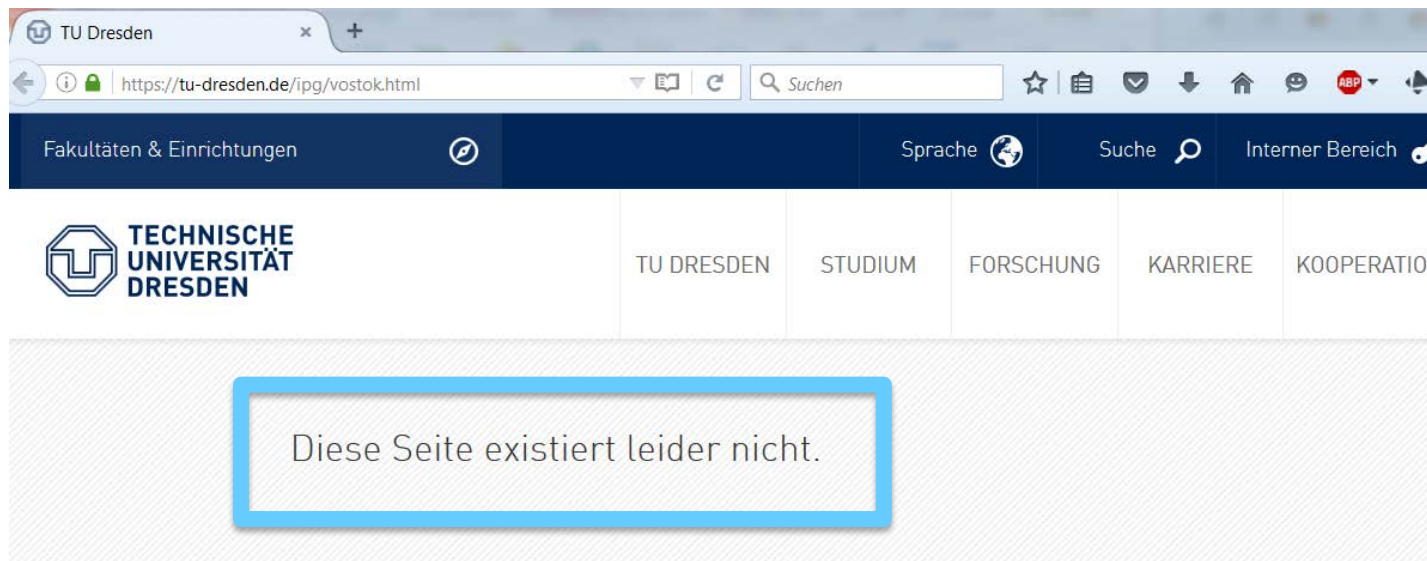 TU Dresden
https://tu-dresden.de/ipg/vostok.html
Suchen
ABP
Fakultäten & Einrichtungen
Sprache
Suche
Interner Bereich
TECHNISCHE
UNIVERSITÄT
DRESDEN
TU DRESDEN
STUDIUM
FORSCHUNG
KARRIERE
KOOPERATIO
Diese Seite existiert leider nicht.